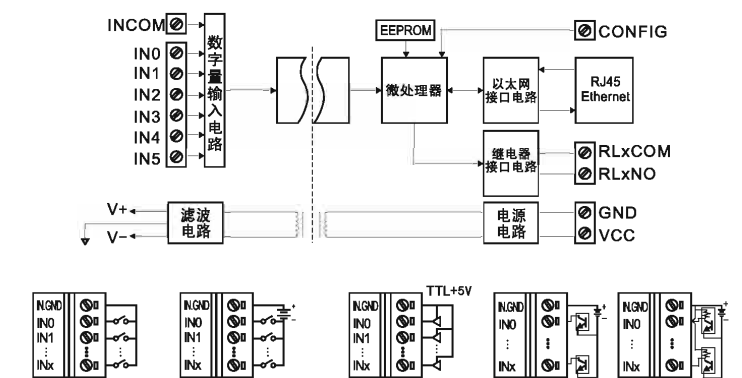 INCOM
IN0
IN1
IN2
IN3
IN4
IN5
数字量输入电路
EEPROM
微处理器
CONFIG
以太网
接口电路
RJ45
Ethernet
继电器
接口电路
RLxCOM
RLxNO
V+
V-
滤波
电路
电源
电路
GND
VCC
IN.GND
IN0
IN1
⋮
INx
IN.GND
IN0
IN1
⋮
INx
+
-
TTL+5V
IN.GND
IN0
IN1
⋮
INx
IN.GND
IN0
⋮
INx
+
-
IN.GND
IN0
IN1
⋮
INx
+
-